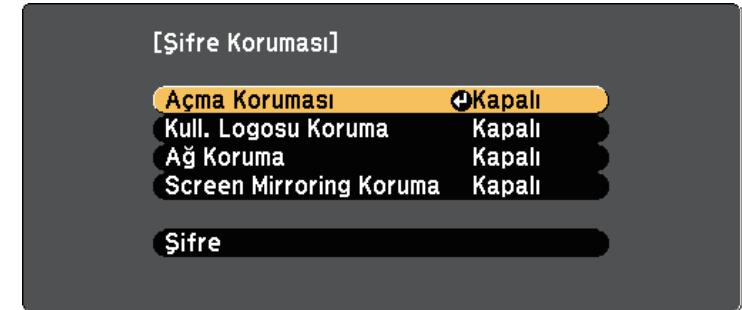 [Şifre Koruması]
Açma Koruması Kapalı
Kull. Logosu Koruma Kapalı
Ağ Koruma Kapalı
Screen Mirroring Koruma Kapalı
Şifre